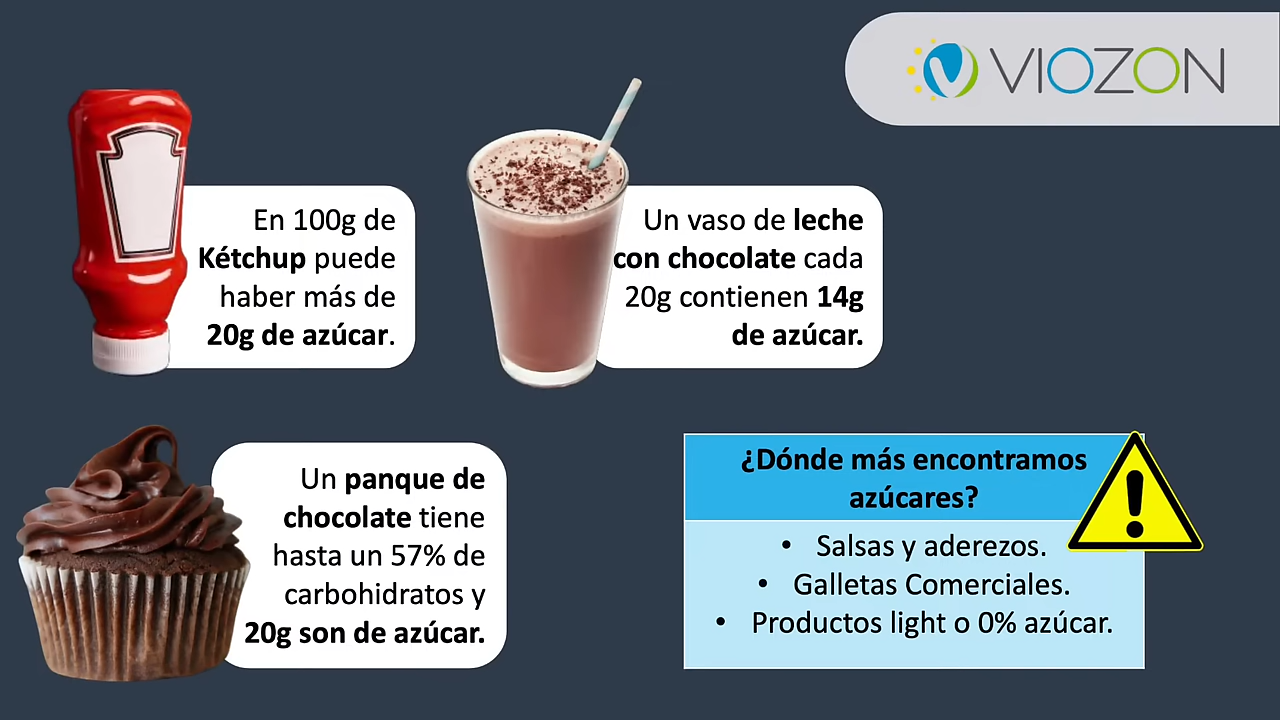 VIOZON
En 100g de
Kétchup puede
haber más de
20g de azúcar.
Un vaso de leche
con chocolate cada
20g contienen 14g
de azúcar.
Un panque de
chocolate tiene
hasta un 57% de
carbohidratos y
20g son de azúcar.
¿Dónde más encontramos
azúcares?
• Salsas y aderezos.
• Galletas Comerciales.
• Productos light o 0% azúcar.